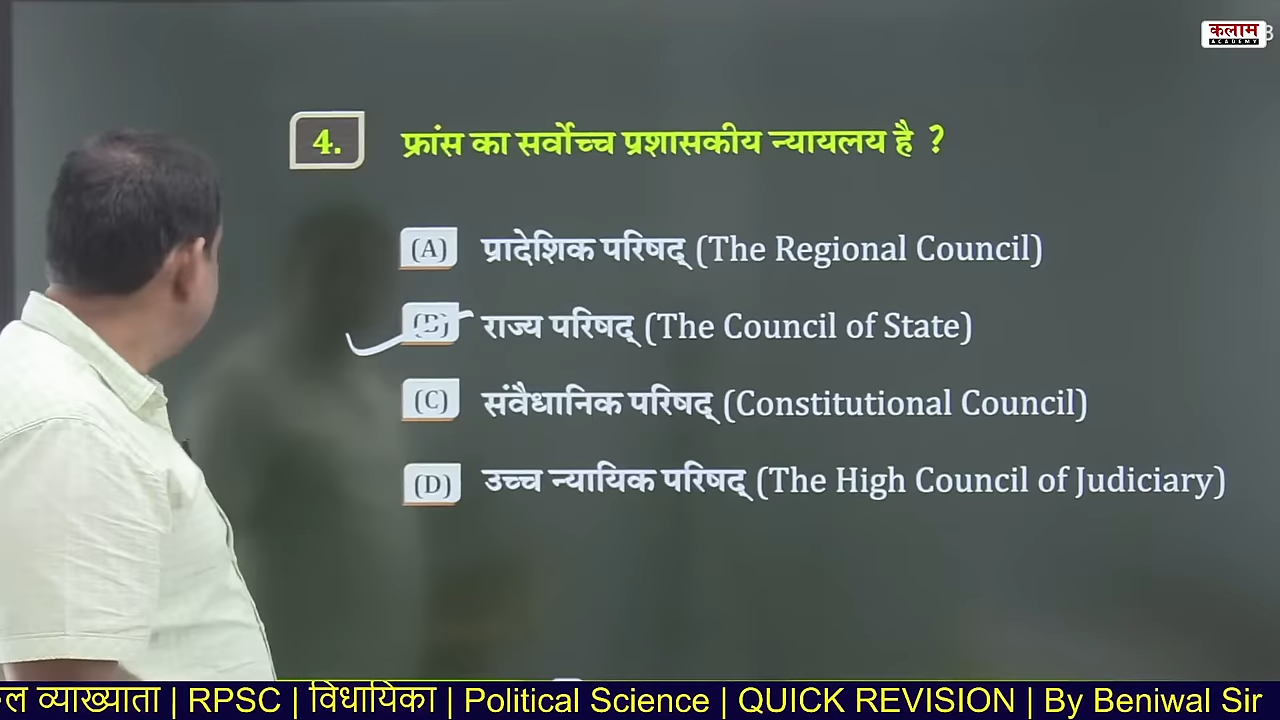 कलाम
ACADEMY
4. फ्रांस का सर्वोच्च प्रशासकीय न्यायलय है ?
(A) प्रादेशिक परिषद् (The Regional Council)
(B) राज्य परिषद् (The Council of State)
(C) संवैधानिक परिषद् (Constitutional Council)
(D) उच्च न्यायिक परिषद् (The High Council of Judiciary)
व्याख्याता | RPSC | विधायिका | Political Science | QUICK REVISION | By Beniwal Sir